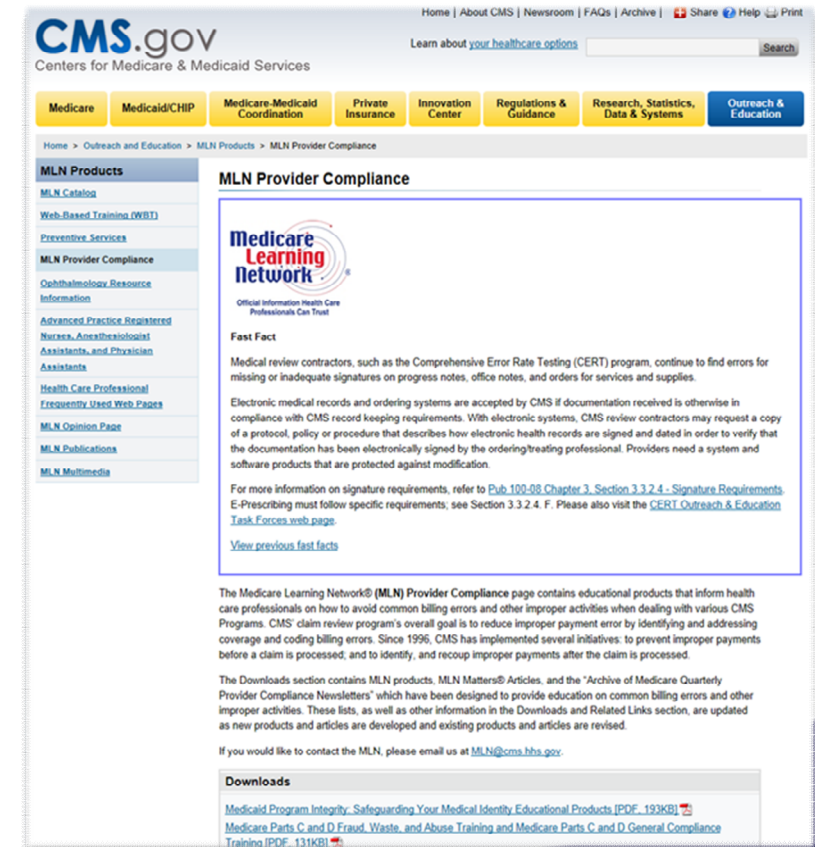 Home | About CMS | Newsroom | FAQs | Archive | Share Help Print
CMS.gov
Centers for Medicare & Medicaid Services
Learn about your healthcare options
Search
Medicare
Medicaid/CHIP
Medicare-Medicaid
Coordination
Private
Insurance
Innovation
Center
Regulations &
Guidance
Research, Statistics,
Data & Systems
Outreach &
Education
Home > Outreach and Education > MLN Products > MLN Provider Compliance
MLN Products
MLN Catalog
Web-Based Training (WBT)
Preventive Services
MLN Provider Compliance
Ophthalmology Resource
Information
Advanced Practice Registered
Nurses, Anesthesiologist
Assistants, and Physician
Assistants
Health Care Professional
Frequently Used Web Pages
MLN Opinion Page
MLN Publications
MLN Multimedia
MLN Provider Compliance
Medicare
Learning
Network
®
Official Information Health Care
Professionals Can Trust
Fast Fact
Medical review contractors, such as the Comprehensive Error Rate Testing (CERT) program, continue to find errors for
missing or inadequate signatures on progress notes, office notes, and orders for services and supplies.
Electronic medical records and ordering systems are accepted by CMS if documentation received is otherwise in
compliance with CMS record keeping requirements. With electronic systems, CMS review contractors may request a copy
of a protocol, policy or procedure that describes how electronic health records are signed and dated in order to verify that
the documentation has been electronically signed by the ordering/treating professional. Providers need a system and
software products that are protected against modification.
For more information on signature requirements, refer to Pub 100-08 Chapter 3, Section 3.3.2.4 - Signature Requirements.
E-Prescribing must follow specific requirements; see Section 3.3.2.4. F. Please also visit the CERT Outreach & Education
Task Forces web page.
View previous fast facts
The Medicare Learning Network® (MLN) Provider Compliance page contains educational products that inform health
care professionals on how to avoid common billing errors and other improper activities when dealing with various CMS
Programs. CMS' claim review program's overall goal is to reduce improper payment error by identifying and addressing
coverage and coding billing errors. Since 1996, CMS has implemented several initiatives: to prevent improper payments
before a claim is processed; and to identify, and recoup improper payments after the claim is processed.
The Downloads section contains MLN products, MLN Matters® Articles, and the "Archive of Medicare Quarterly
Provider Compliance Newsletters" which have been designed to provide education on common billing errors and other
improper activities. These lists, as well as other information in the Downloads and Related Links section, are updated
as new products and articles are developed and existing products and articles are revised.
If you would like to contact the MLN, please email us at MLN@cms.hhs.gov.
Downloads
Medicaid Program Integrity: Safeguarding Your Medical Identity Educational Products [PDF, 193KB]
Medicare Parts C and D Fraud, Waste, and Abuse Training and Medicare Parts C and D General Compliance
Training [PDF, 131KB]